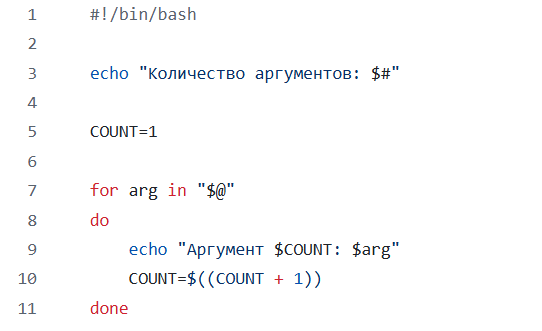 1 #!/bin/bash
2
3 echo "Количество аргументов: $#"
4
5 COUNT=1
6
7 for arg in "$@"
8 do
9     echo "Аргумент $COUNT: $arg"
10     COUNT=$((COUNT + 1))
11 done